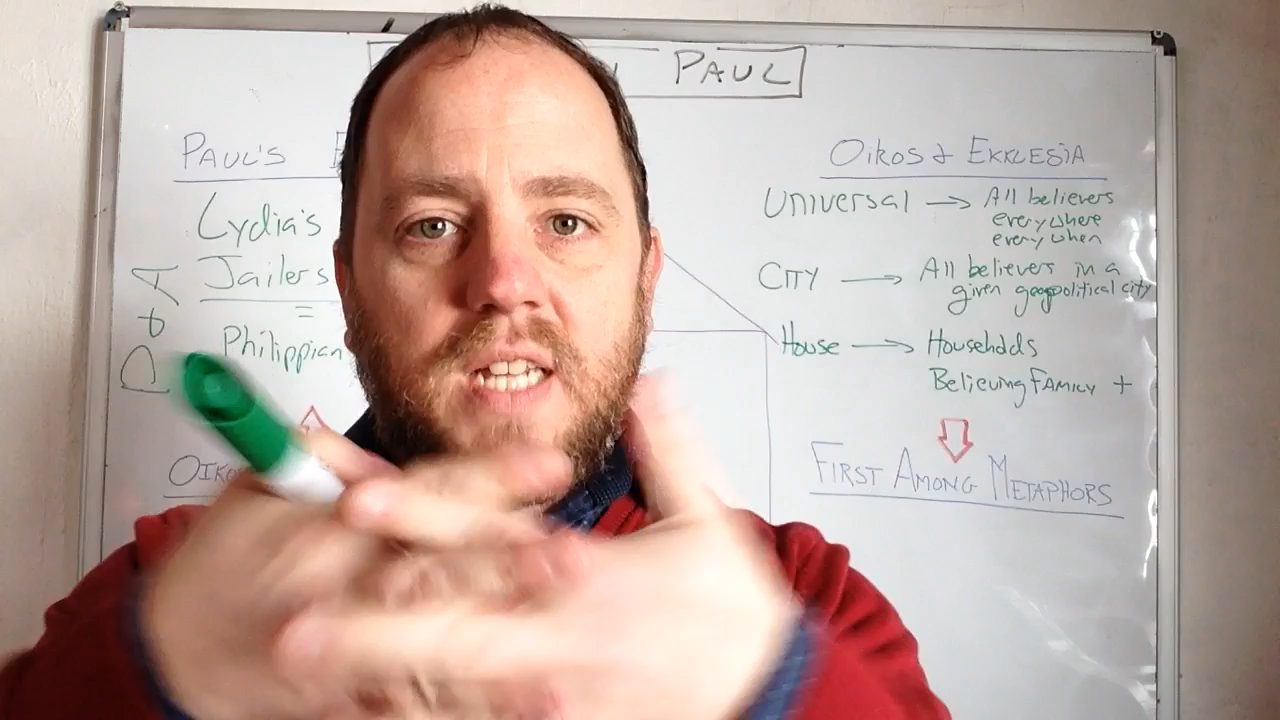 PAUL
PAUL'S
Lydia's
Jailers
=
Philippian
OIKO
OIKOS & EKKLESIA
UNIVERSAL → All believers
everywhere
everywhen
CITY → All believers in a
given geopolitical city
House → Households
Believing FAMILY +
FIRST AMONG METAPHORS